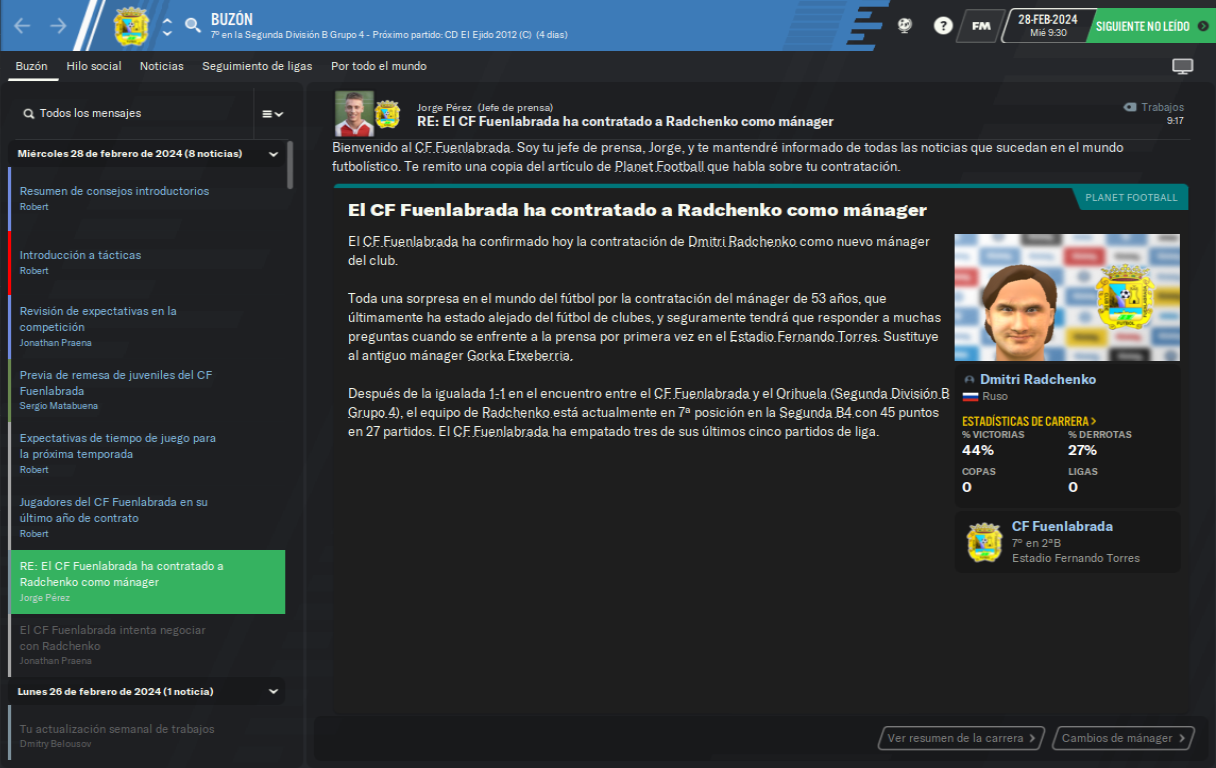 BUZÓN
7º en la Segunda División B Grupo 4 - Próximo partido: CD El Ejido 2012 (C) (4 días)
?
FM
28-FEB-2024
Mié 9:30
SIGUIENTE NO LEÍDO
Buzón
Hilo social
Noticias
Seguimiento de ligas
Por todo el mundo
Todos los mensajes
Miércoles 28 de febrero de 2024 (8 noticias)
Resumen de consejos introductorios
Robert
Introducción a tácticas
Robert
Revisión de expectativas en la
competición
Jonathan Praena
Previa de remesa de juveniles del CF
Fuenlabrada
Sergio Matabuena
Expectativas de tiempo de juego para
la próxima temporada
Robert
Jugadores del CF Fuenlabrada en su
último año de contrato
Robert
RE: El CF Fuenlabrada ha contratado a
Radchenko como mánager
Jorge Pérez
El CF Fuenlabrada intenta negociar
con Radchenko
Jonathan Praena
Lunes 26 de febrero de 2024 (1 noticia)
Tu actualización semanal de trabajos
Dmitry Belousov
Jorge Pérez (Jefe de prensa)
RE: El CF Fuenlabrada ha contratado a Radchenko como mánager
Trabajos
9:17
Bienvenido al CF Fuenlabrada. Soy tu jefe de prensa, Jorge, y te mantendré informado de todas las noticias que sucedan en el mundo
futbolístico. Te remito una copia del artículo de Planet Football que habla sobre tu contratación.
PLANET FOOTBALL
El CF Fuenlabrada ha contratado a Radchenko como mánager
El CF Fuenlabrada ha confirmado hoy la contratación de Dmitri Radchenko como nuevo mánager
del club.
Toda una sorpresa en el mundo del fútbol por la contratación del mánager de 53 años, que
últimamente ha estado alejado del fútbol de clubes, y seguramente tendrá que responder a muchas
preguntas cuando se enfrente a la prensa por primera vez en el Estadio Fernando Torres. Sustituye
al antiguo mánager Gorka Etxeberria.
Después de la igualada 1-1 en el encuentro entre el CF Fuenlabrada y el Orihuela (Segunda División B
Grupo 4), el equipo de Radchenko está actualmente en 7ª posición en la Segunda B4 con 45 puntos
en 27 partidos. El CF Fuenlabrada ha empatado tres de sus últimos cinco partidos de liga.
Dmitri Radchenko
Ruso
ESTADÍSTICAS DE CARRERA >
% VICTORIAS
% DERROTAS
44%
27%
COPAS
LIGAS
0
0
CF Fuenlabrada
7º en 2ªB
Estadio Fernando Torres
Ver resumen de la carrera >
Cambios de mánager >